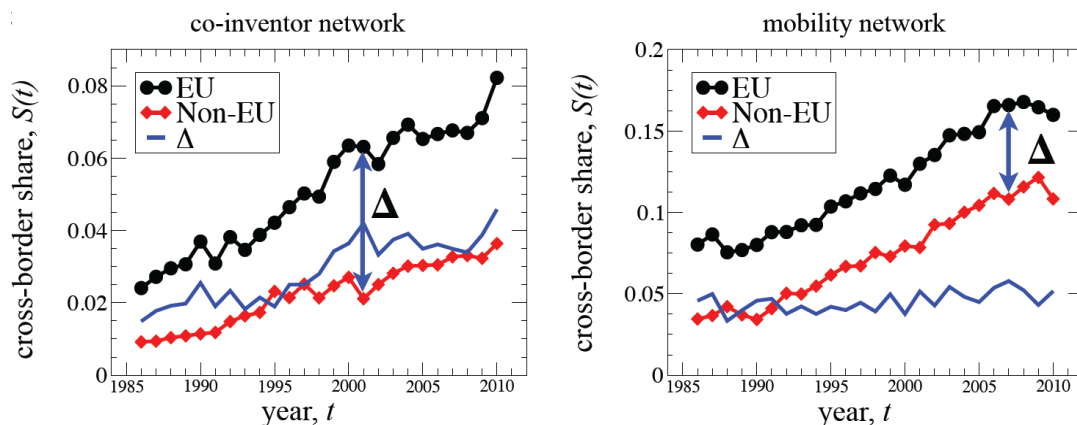 co-inventor network
cross-border share, S(t)
0.08
0.06
0.04
0.02
0
EU
Non-EU
Δ
Δ
1985 1990 1995 2000 2005 2010
year, t
mobility network
cross-border share, S(t)
0.2
0.15
0.1
0.05
0
EU
Non-EU
Δ
Δ
1985 1990 1995 2000 2005 2010
year, t